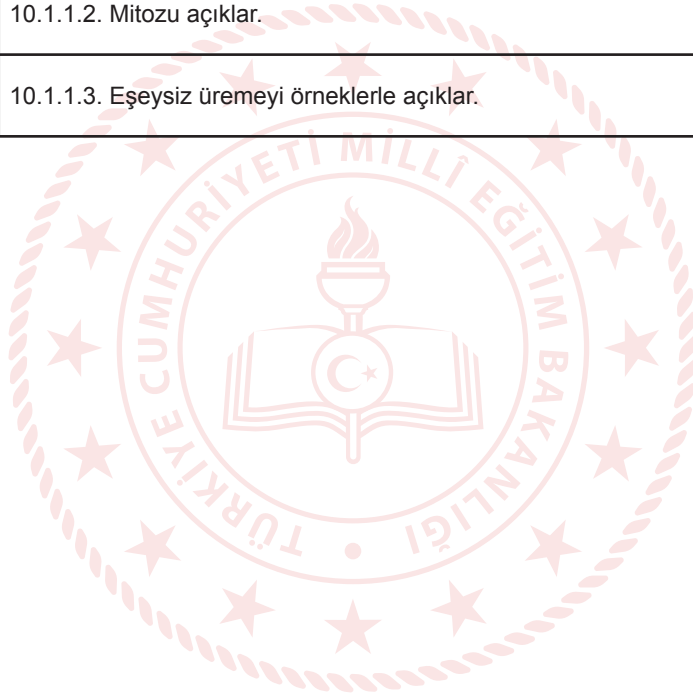 10.1.1.2. Mitozu açıklar.
10.1.1.3. Eşeysiz üremeyi örneklerle açıklar.
TÜRKİYE CUMHURİYETİ MİLLÎ EĞİTİM BAKANLIĞI